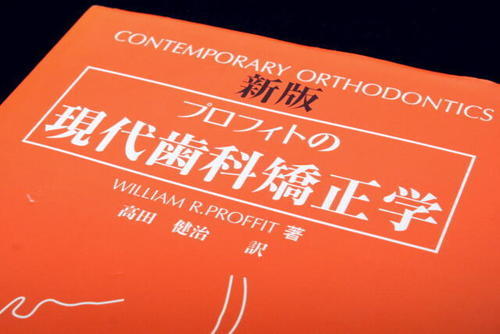 CONTEMPORARY ORTHODONTICS
新版
プロフィトの
現代歯科矯正学
WILLIAM R.PROFFIT 著
高田 健治 訳